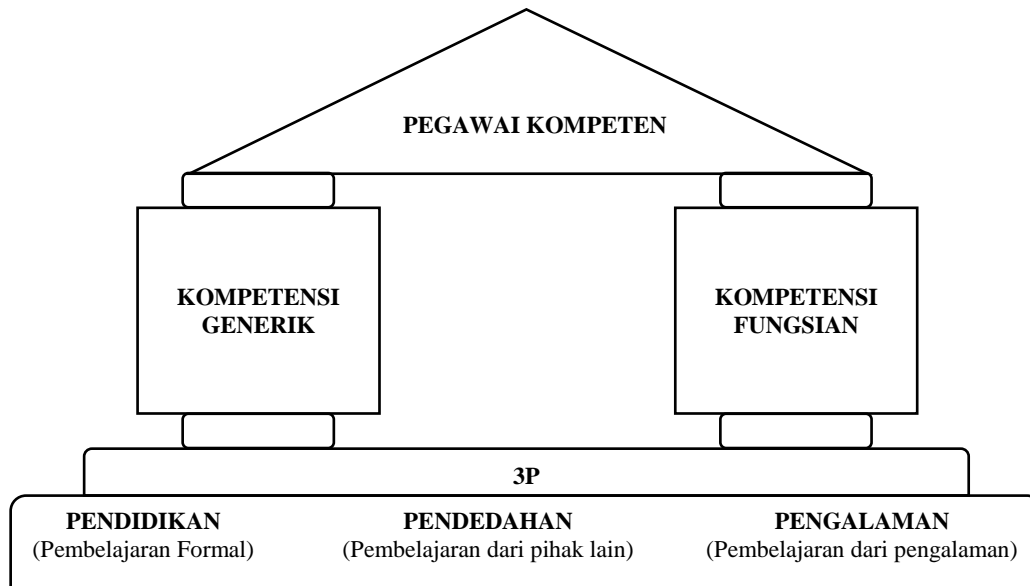 PEGAWAI KOMPETEN
KOMPETENSI
GENERIK
KOMPETENSI
FUNGSIAN
3P
PENDIDIKAN
(Pembelajaran Formal)
PENDEDAHAN
(Pembelajaran dari pihak lain)
PENGALAMAN
(Pembelajaran dari pengalaman)